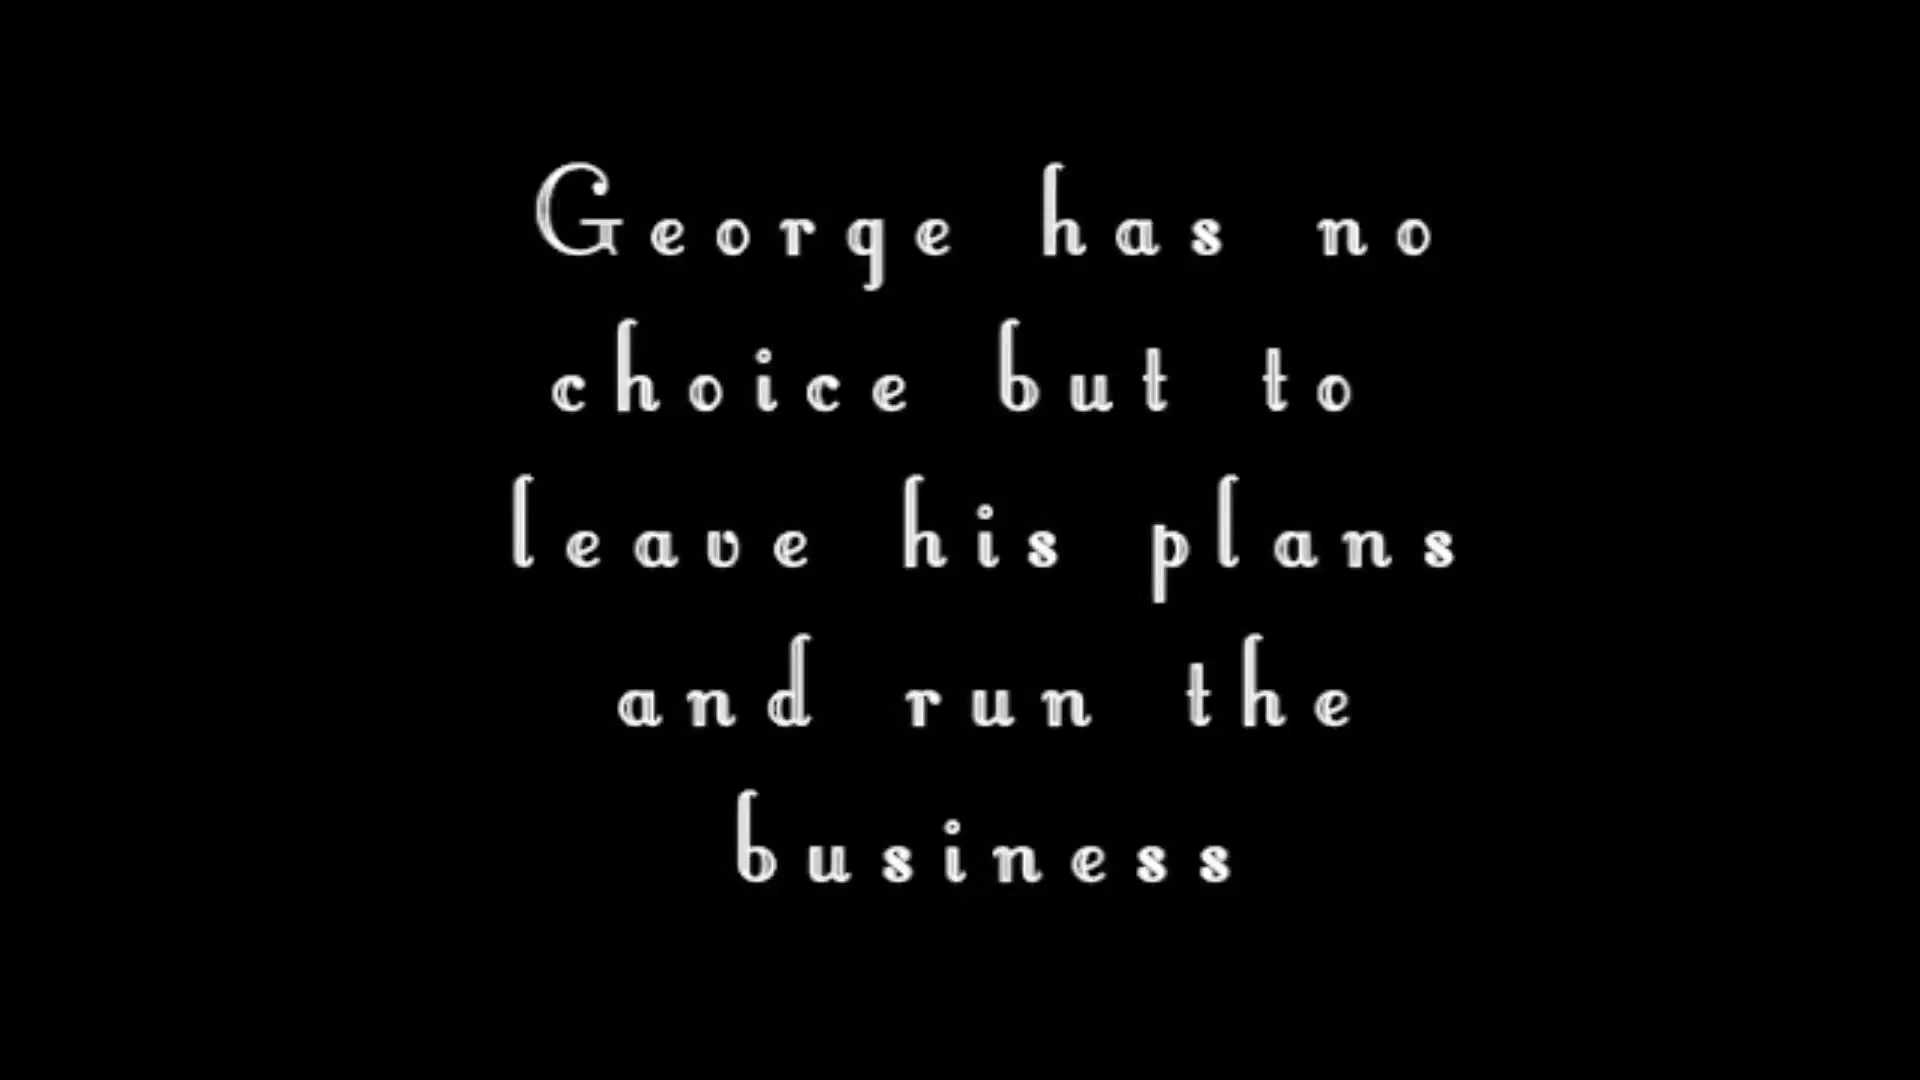 George has no
choice but to
leave his plans
and run the
business